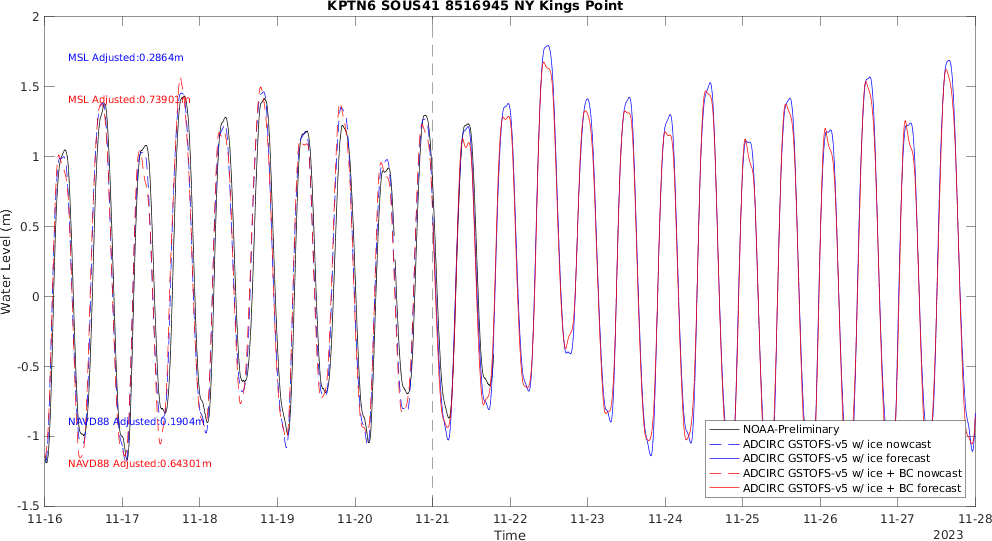 KPTN6 SOUS41 8516945 NY Kings Point
2
1.5
1
0.5
0
-0.5
-1
-1.5
Water Level (m)
MSL Adjusted:0.2864m
MSL Adjusted:0.73901m
NAVD88 Adjusted:0.1904m
NAVD88 Adjusted:0.64301m
NOAA-Preliminary
ADCIRC GSTOFS-v5 w/ ice nowcast
ADCIRC GSTOFS-v5 w/ ice forecast
ADCIRC GSTOFS-v5 w/ ice + BC nowcast
ADCIRC GSTOFS-v5 w/ ice + BC forecast
11-16 11-17 11-18 11-19 11-20 11-21 11-22 11-23 11-24 11-25 11-26 11-27 11-28
Time
2023